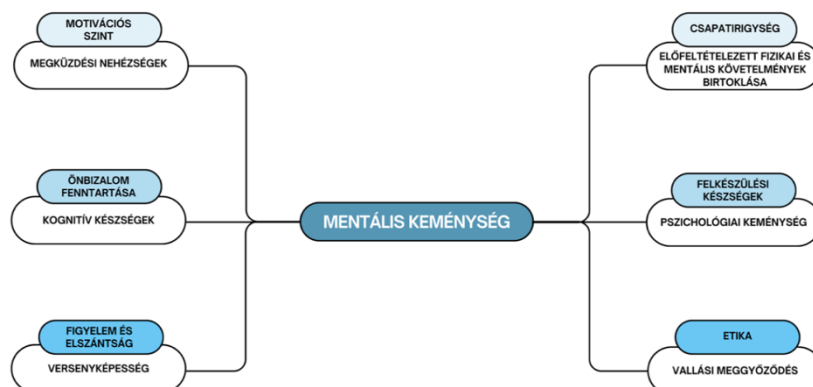 MOTIVÁCIÓS
SZINT
MEGKÜZDÉSI NEHÉZSÉGEK
ÖNBIZALOM
FENNTARTÁSA
KOGNITÍV KÉSZSÉGEK
FIGYELEM ÉS
ELSZÁNTSÁG
VERSENYKÉPESSÉG
MENTÁLIS KEMÉNYSÉG
CSAPATIRIGYSÉG
ELŐFELTÉTELEZETT FIZIKAI ÉS
MENTÁLIS KÖVETELMÉNYEK
BIRTOKLÁSA
FELKÉSZÜLÉSI
KÉSZSÉGEK
PSZICHOLÓGIAI KEMÉNYSÉG
ETIKA
VALLÁSI MEGGYŐZŐDÉS